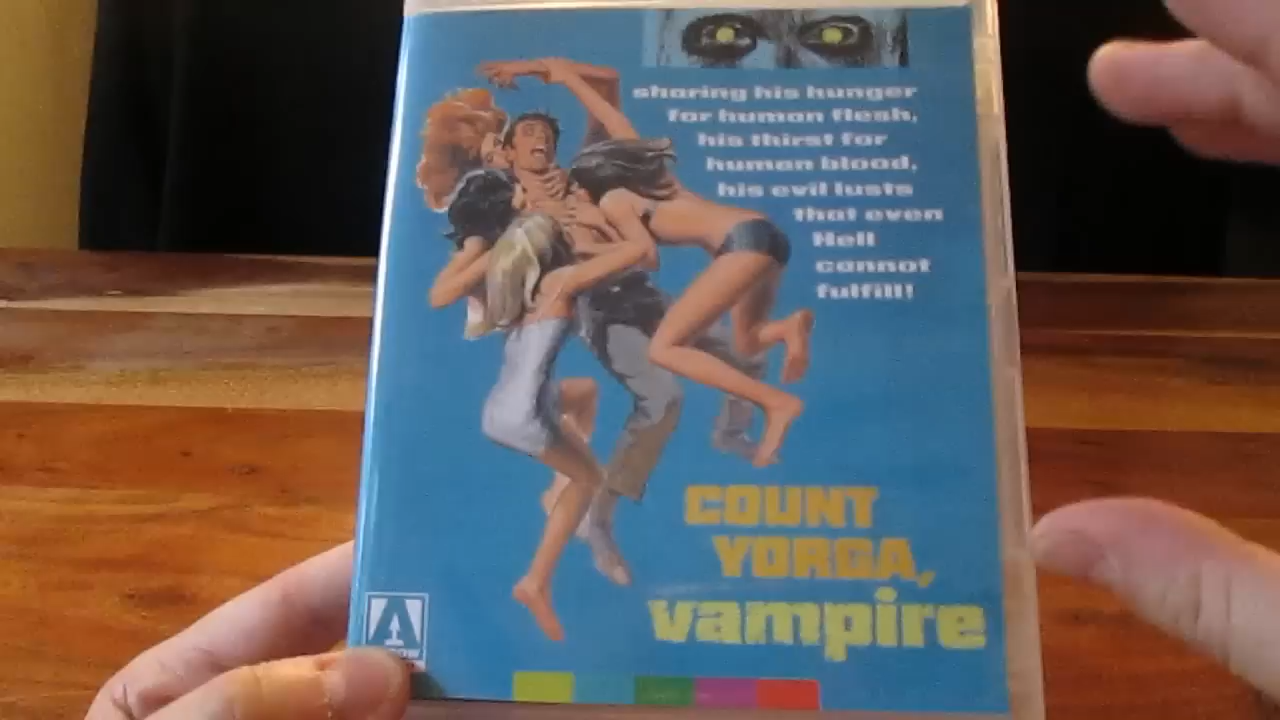 sharing his hunger
for human flesh,
his thirst for
human blood,
his evil lusts
that even
Hell
cannot
fulfill!
COUNT
YORGA,
vampire
A